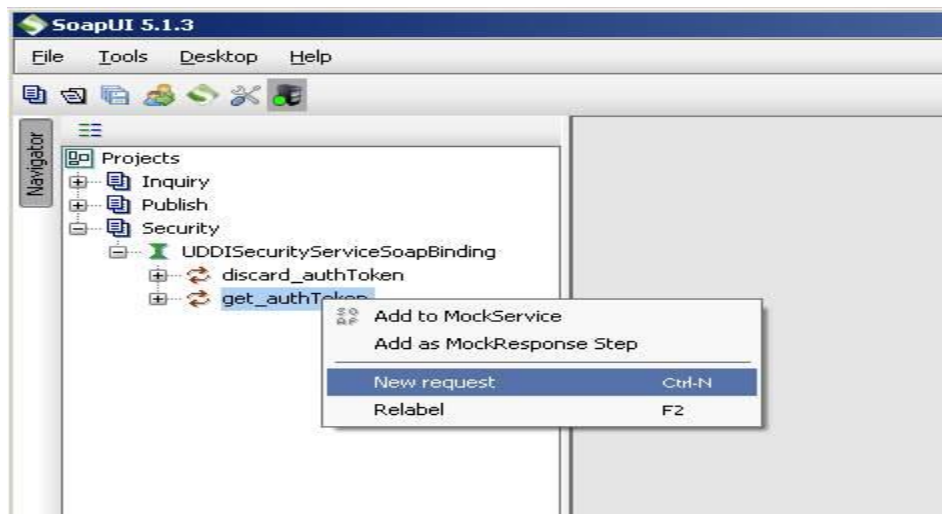 SoapUI 5.1.3
File Tools Desktop Help
Navigator
Projects
Inquiry
Publish
Security
UDDISecurityServiceSoapBinding
discard_authToken
get_authToken
Add to MockService
Add as MockResponse Step
New request Ctrl-N
Relabel F2